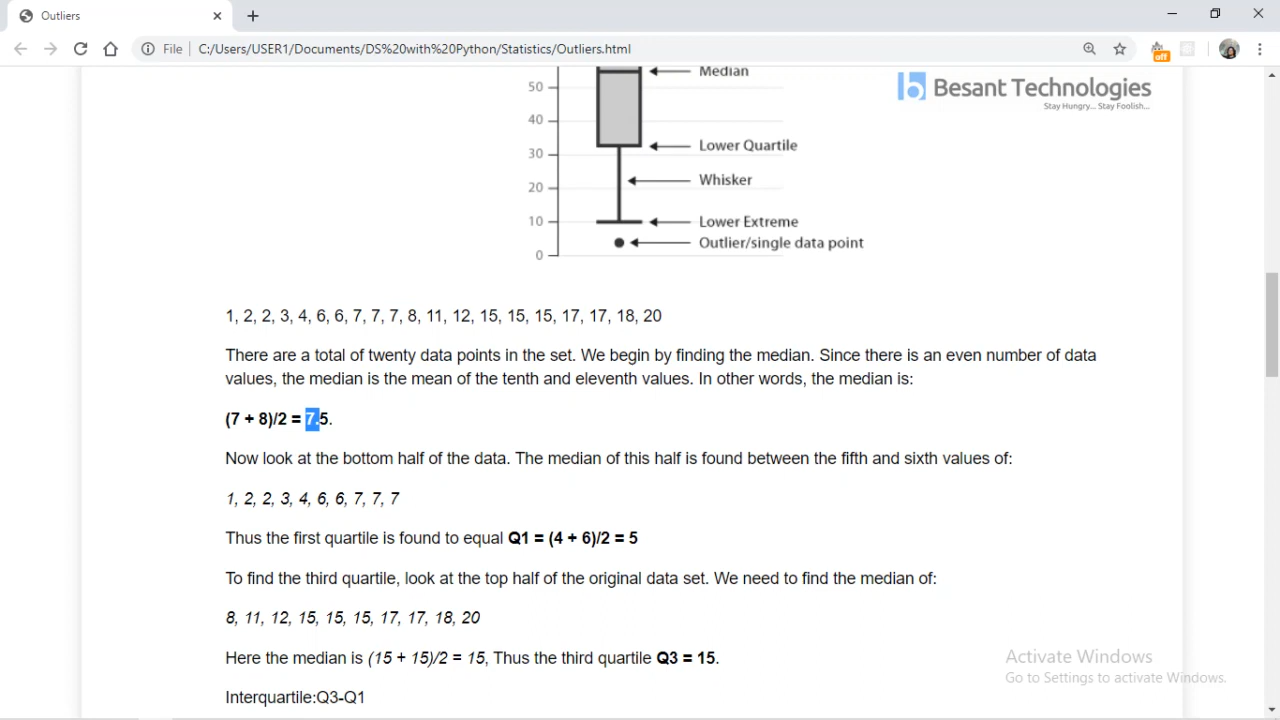 Outliers
File
C:/Users/USER1/Documents/DS%20with%20Python/Statistics/Outliers.html
off
50
Median
Besant Technologies
Stay Hungry... Stay Foolish...
40
Lower Quartile
30
Whisker
20
10
Lower Extreme
Outlier/single data point
0
1, 2, 2, 3, 4, 6, 6, 7, 7, 7, 8, 11, 12, 15, 15, 15, 17, 17, 18, 20
There are a total of twenty data points in the set. We begin by finding the median. Since there is an even number of data
values, the median is the mean of the tenth and eleventh values. In other words, the median is:
(7 + 8)/2 = 7.5.
Now look at the bottom half of the data. The median of this half is found between the fifth and sixth values of:
1, 2, 2, 3, 4, 6, 6, 7, 7, 7
Thus the first quartile is found to equal Q1 = (4 + 6)/2 = 5
To find the third quartile, look at the top half of the original data set. We need to find the median of:
8, 11, 12, 15, 15, 15, 17, 17, 18, 20
Here the median is (15 + 15)/2 = 15, Thus the third quartile Q3 = 15.
Interquartile:Q3-Q1
Activate Windows
Go to Settings to activate Windows.